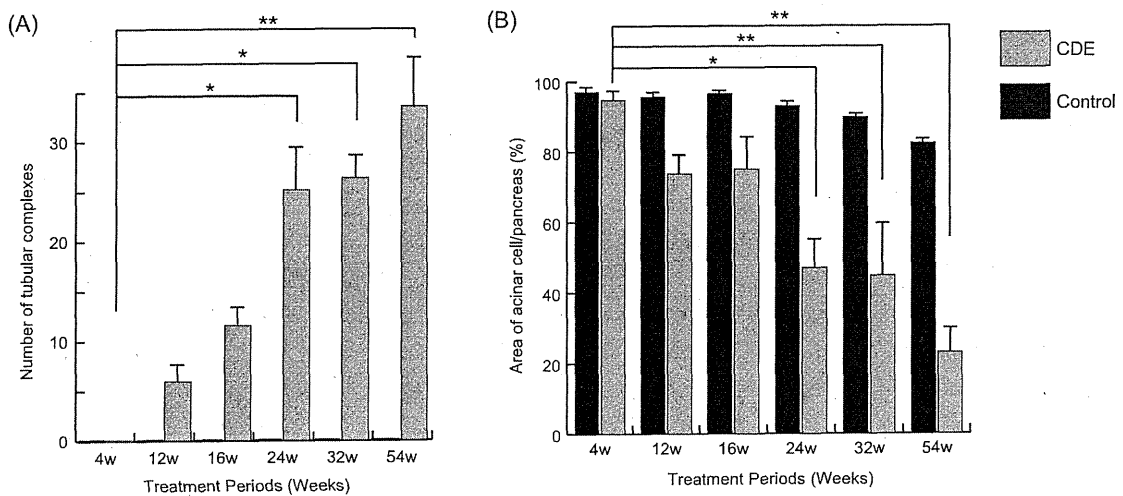 (A)
**
*
*
30
20
10
0
Number of tubular complexes
4w 12w 16w 24w 32w 54w
Treatment Periods (Weeks)
(B)
**
**
*
100
80
60
40
20
0
Area of acinar cell/pancreas (%)
4w 12w 16w 24w 32w 54w
Treatment Periods (Weeks)
CDE
Control